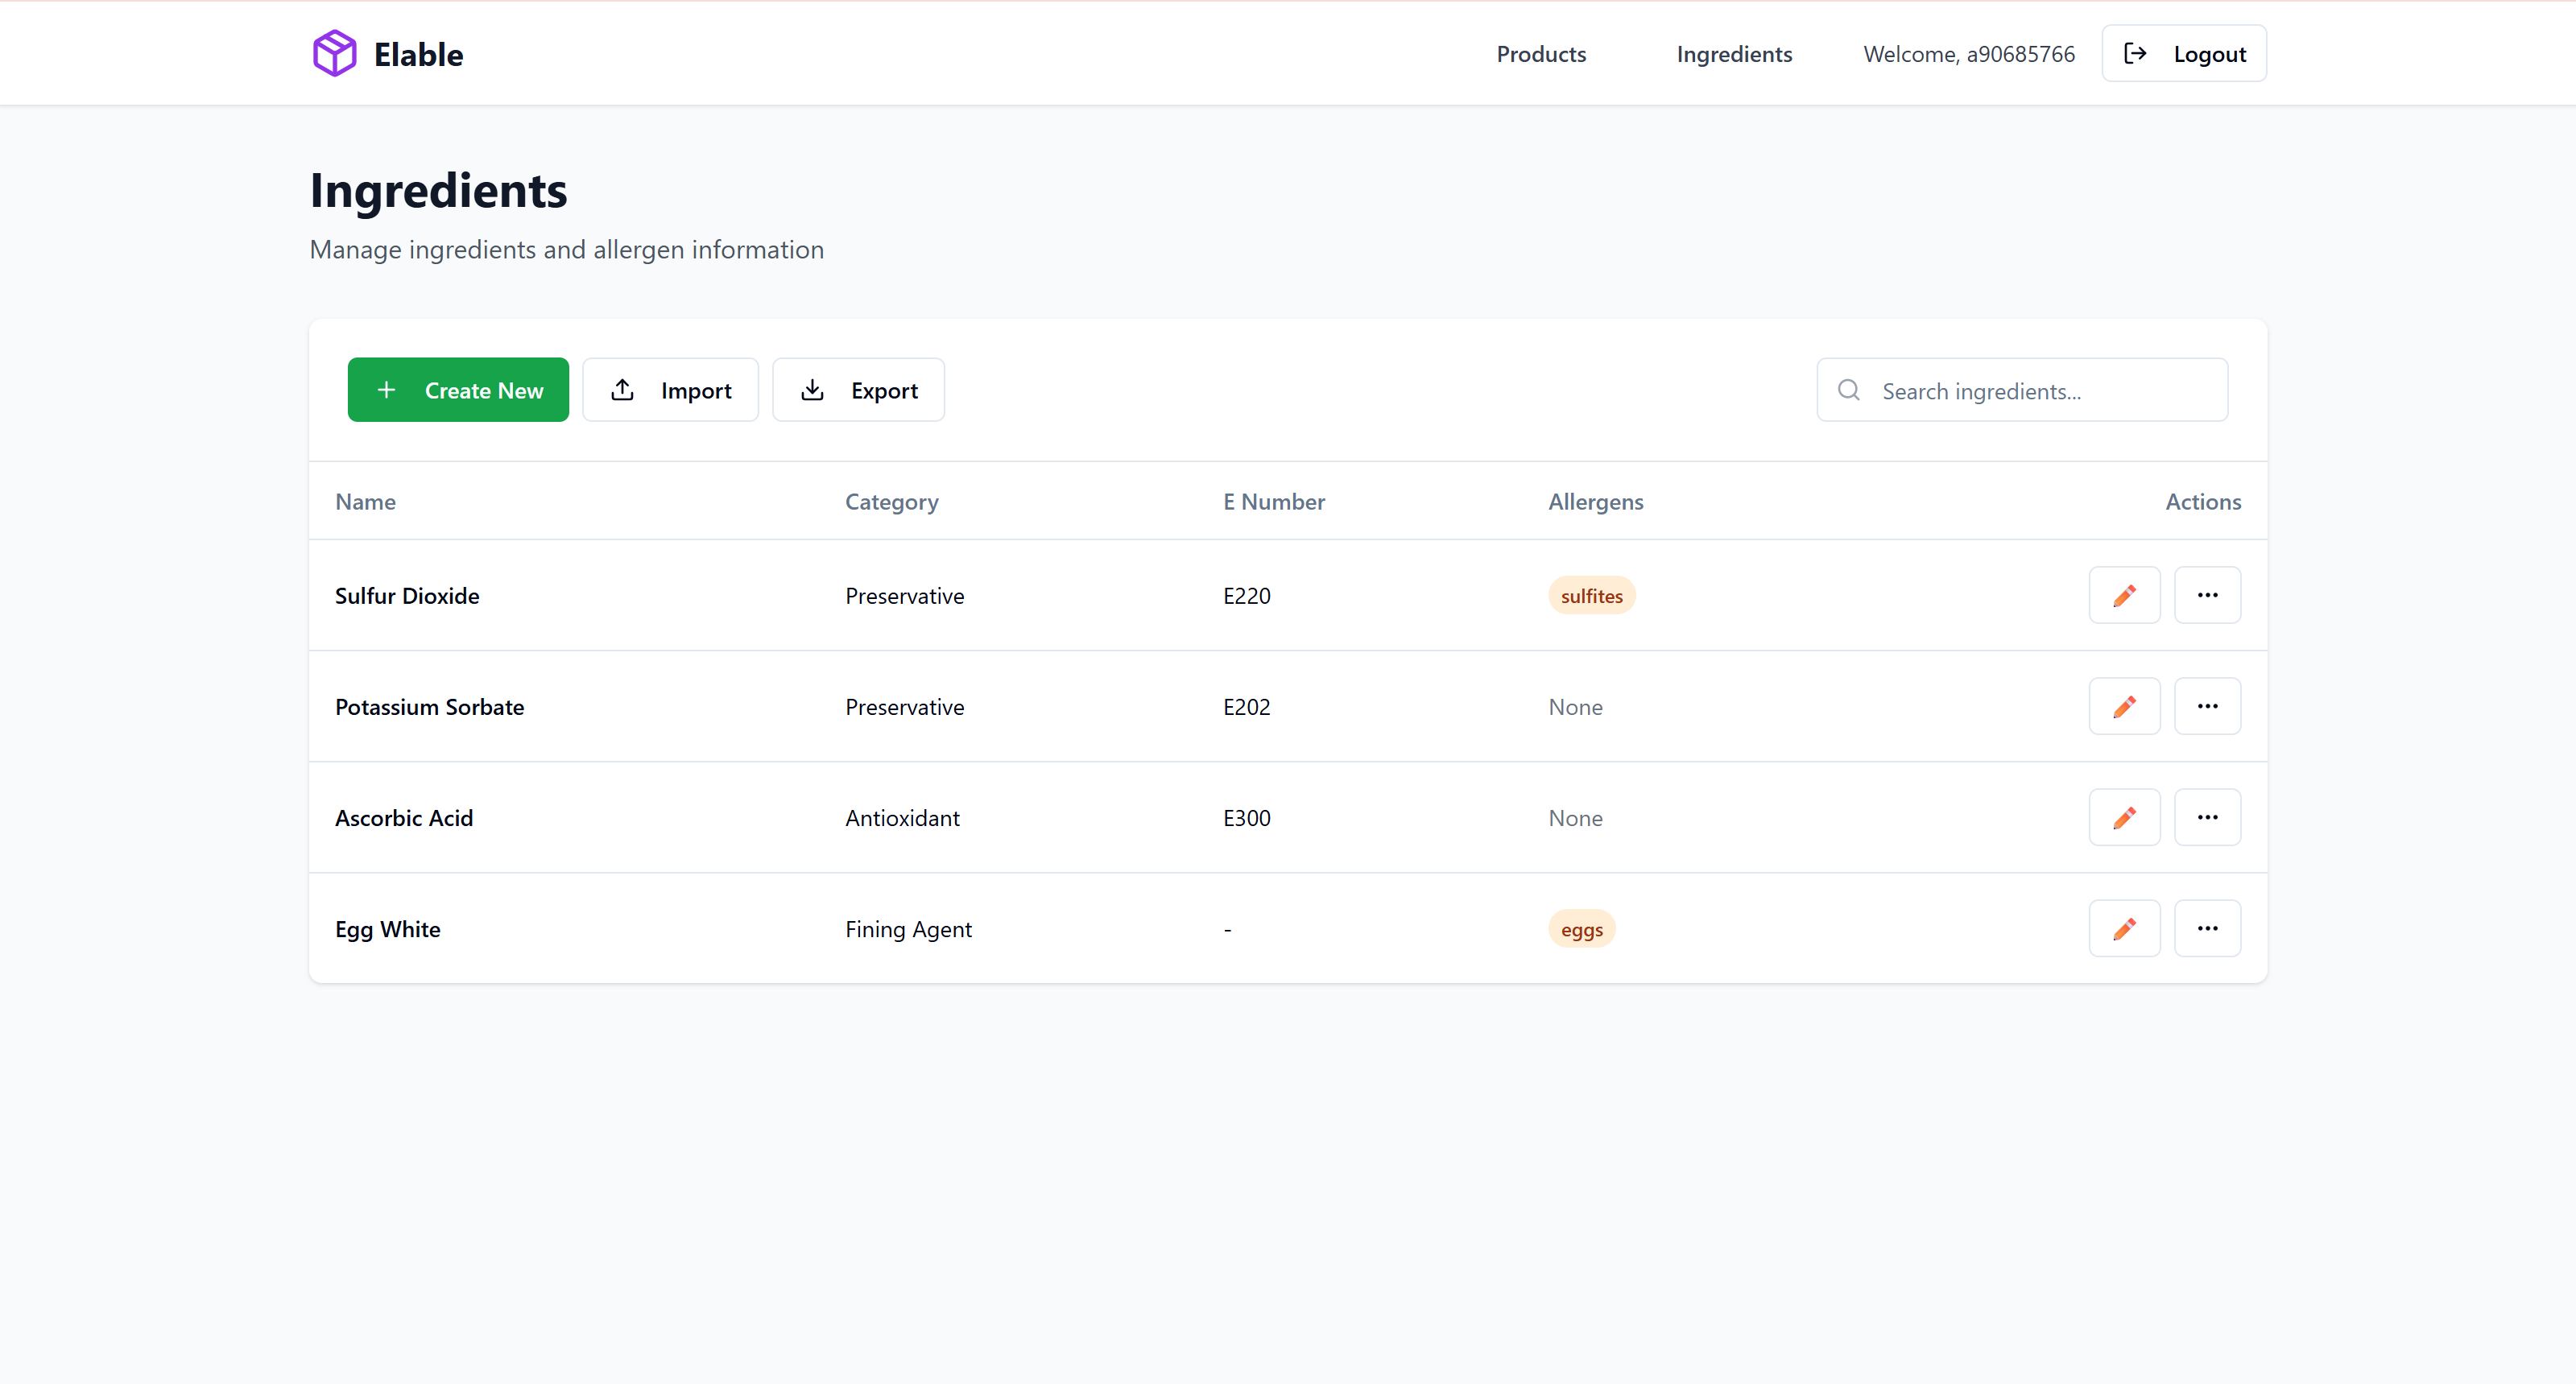 Elable
Products Ingredients Welcome, a90685766 Logout
Ingredients
Manage ingredients and allergen information
Create New Import Export Search ingredients...
Name Category E Number Allergens Actions
Sulfur Dioxide Preservative E220 sulfites
Potassium Sorbate Preservative E202 None
Ascorbic Acid Antioxidant E300 None
Egg White Fining Agent - eggs